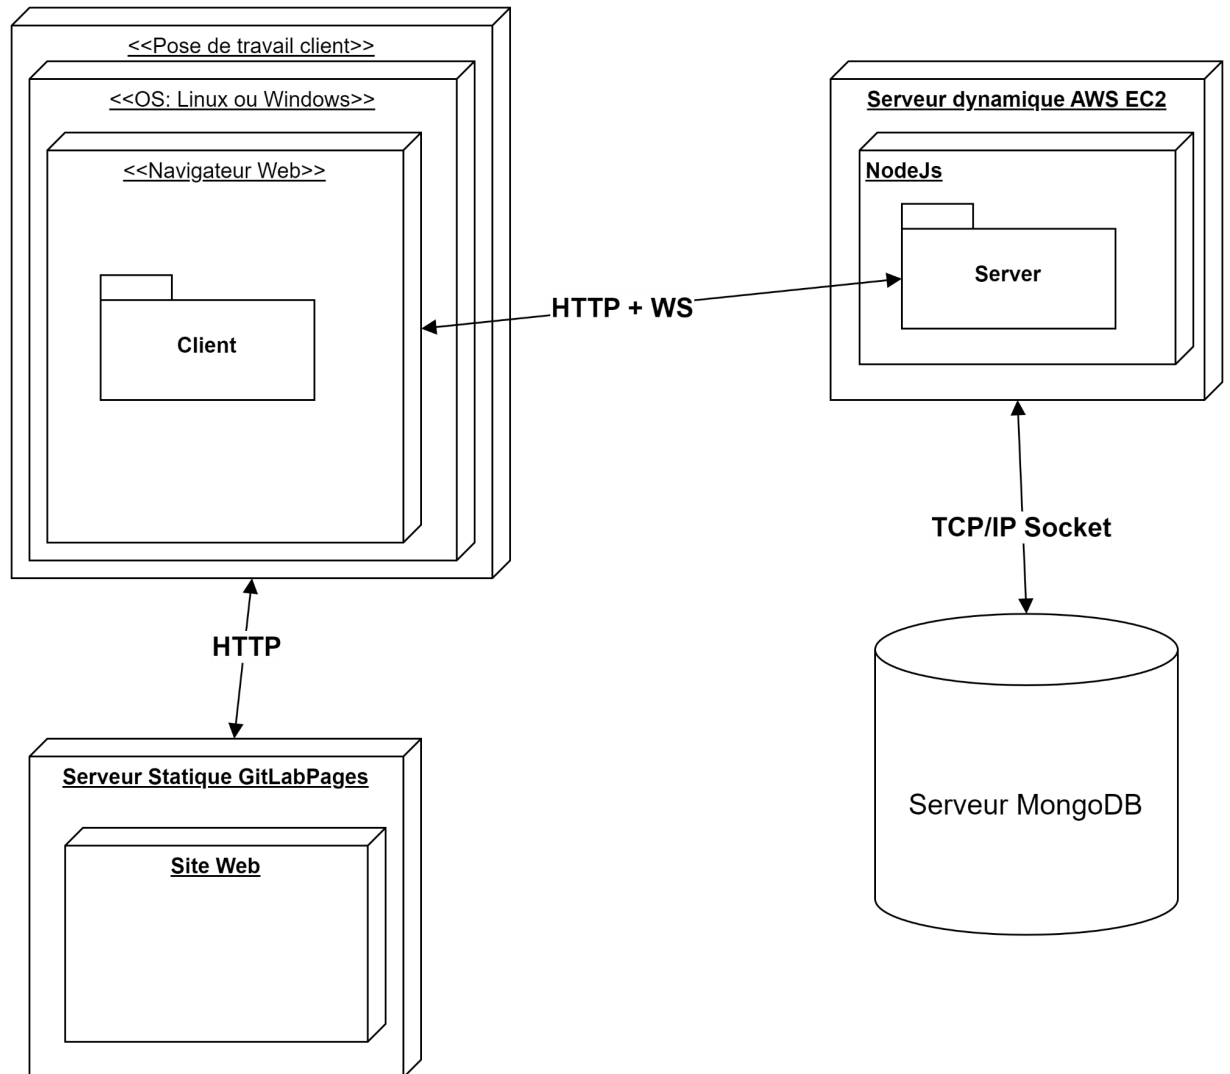 <<Pose de travail client>>
<<OS: Linux ou Windows>>
<<Navigateur Web>>
Client
Serveur dynamique AWS EC2
NodeJs
Server
HTTP + WS
TCP/IP Socket
HTTP
Serveur Statique GitLabPages
Site Web
Serveur MongoDB